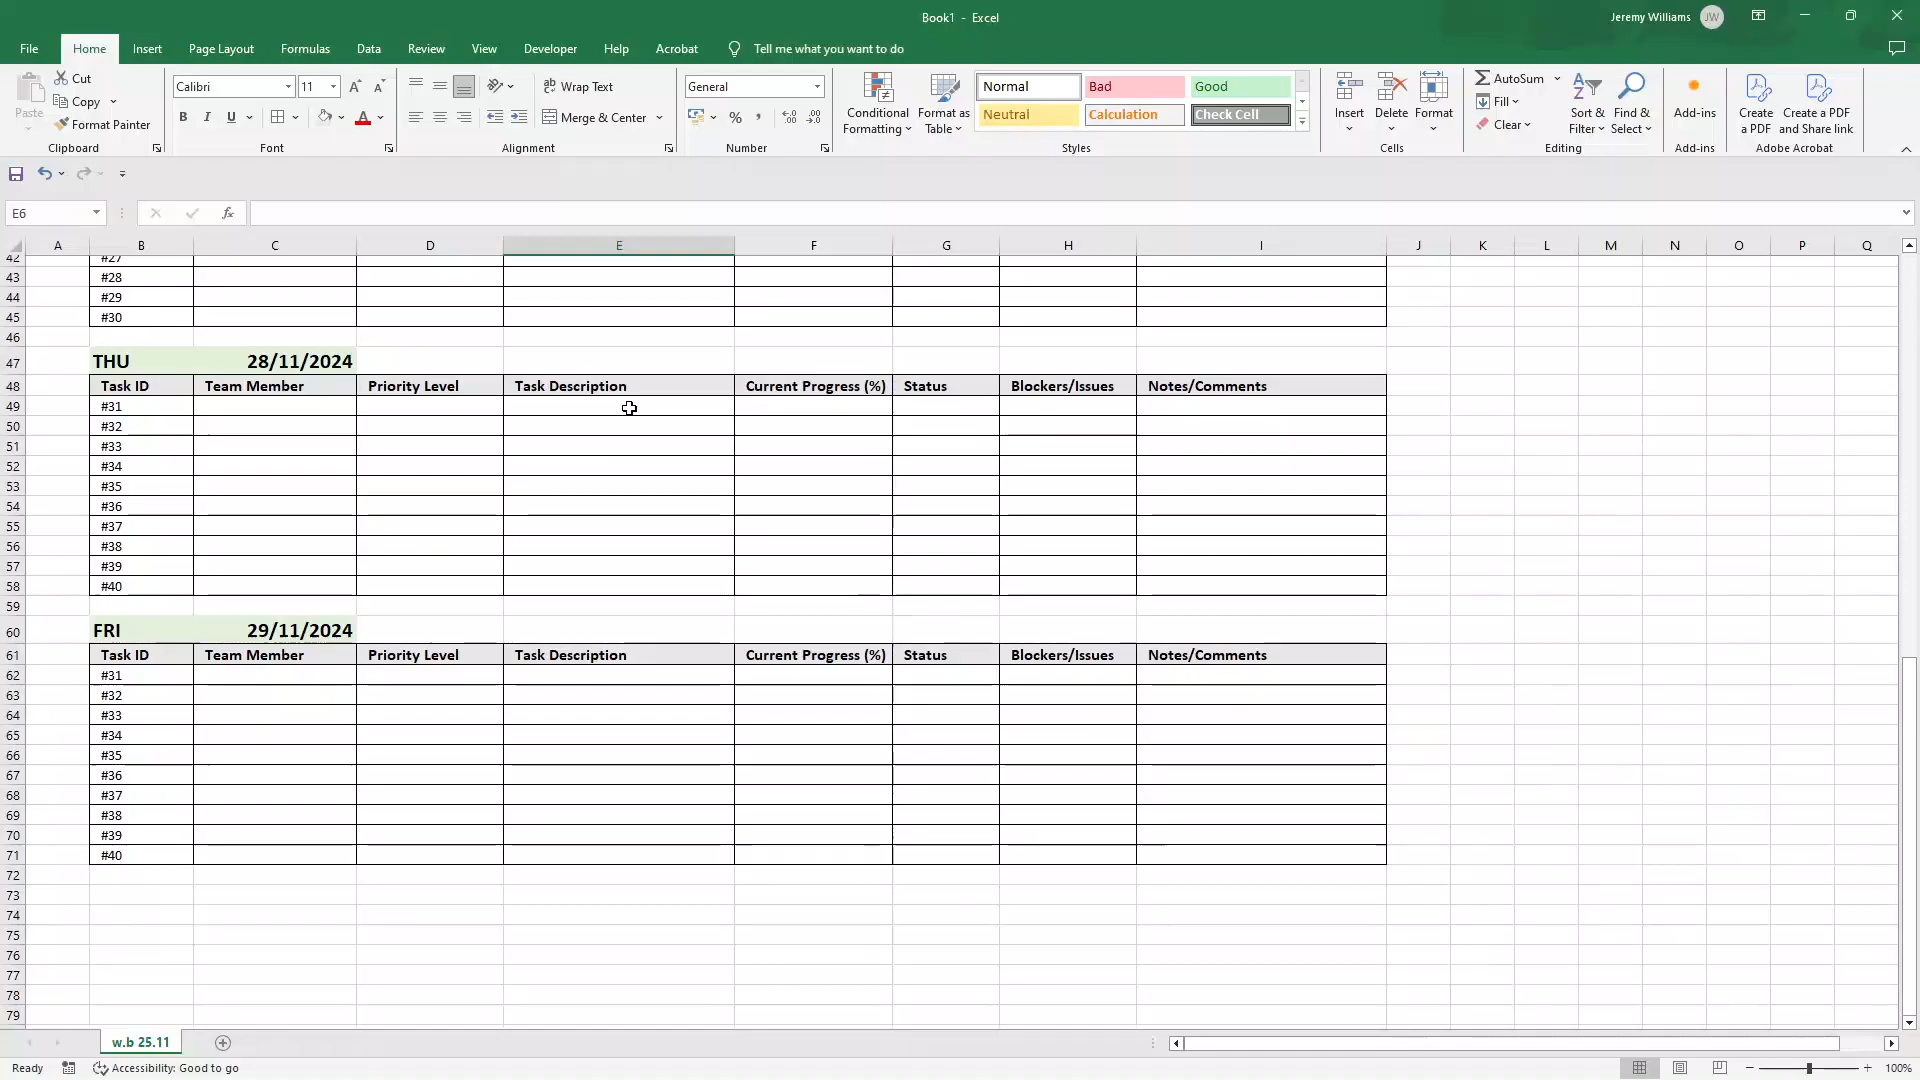 Book1 - Excel
Jeremy Williams JW
File Home Insert Page Layout Formulas Data Review View Developer Help Acrobat Tell me what you want to do
Paste
Cut
Copy
Format Painter
Clipboard
Calibri 11
B I U
Font
Wrap Text
Merge & Center
Alignment
General
Number
Conditional Formatting
Format as Table
Normal Bad Good
Neutral Calculation Check Cell
Styles
Insert Delete Format
Cells
AutoSum
Fill
Clear
Sort & Filter
Find & Select
Editing
Add-ins
Add-ins
Create a PDF
Create a PDF and Share link
Adobe Acrobat
E6 fx
A B C D E F G H I J K L M N O P Q
42 #27
43 #28
44 #29
45 #30
46
47 THU 28/11/2024
48 Task ID Team Member Priority Level Task Description Current Progress (%) Status Blockers/Issues Notes/Comments
49 #31
50 #32
51 #33
52 #34
53 #35
54 #36
55 #37
56 #38
57 #39
58 #40
59
60 FRI 29/11/2024
61 Task ID Team Member Priority Level Task Description Current Progress (%) Status Blockers/Issues Notes/Comments
62 #31
63 #32
64 #33
65 #34
66 #35
67 #36
68 #37
69 #38
70 #39
71 #40
72
73
74
75
76
77
78
79
w.b 25.11
Ready Accessibility: Good to go 100%